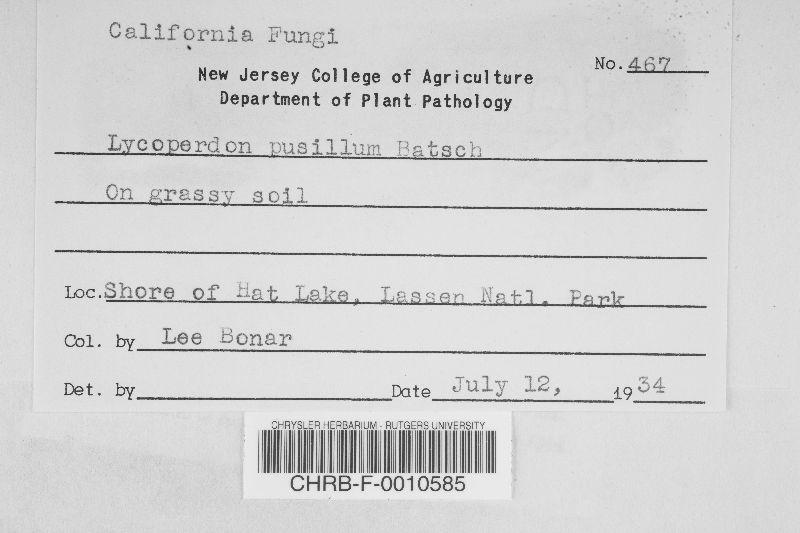 California Fungi
No. 467
New Jersey College of Agriculture
Department of Plant Pathology
Lycoperdon pusillum Batsch
On grassy soil
Loc. Shore of Hat Lake, Lassen Natl. Park
Col. by Lee Bonar
Det. by Date July 12, 1934
CHRYSLER HERBARIUM - RUTGERS UNIVERSITY
CHRB-F-0010585